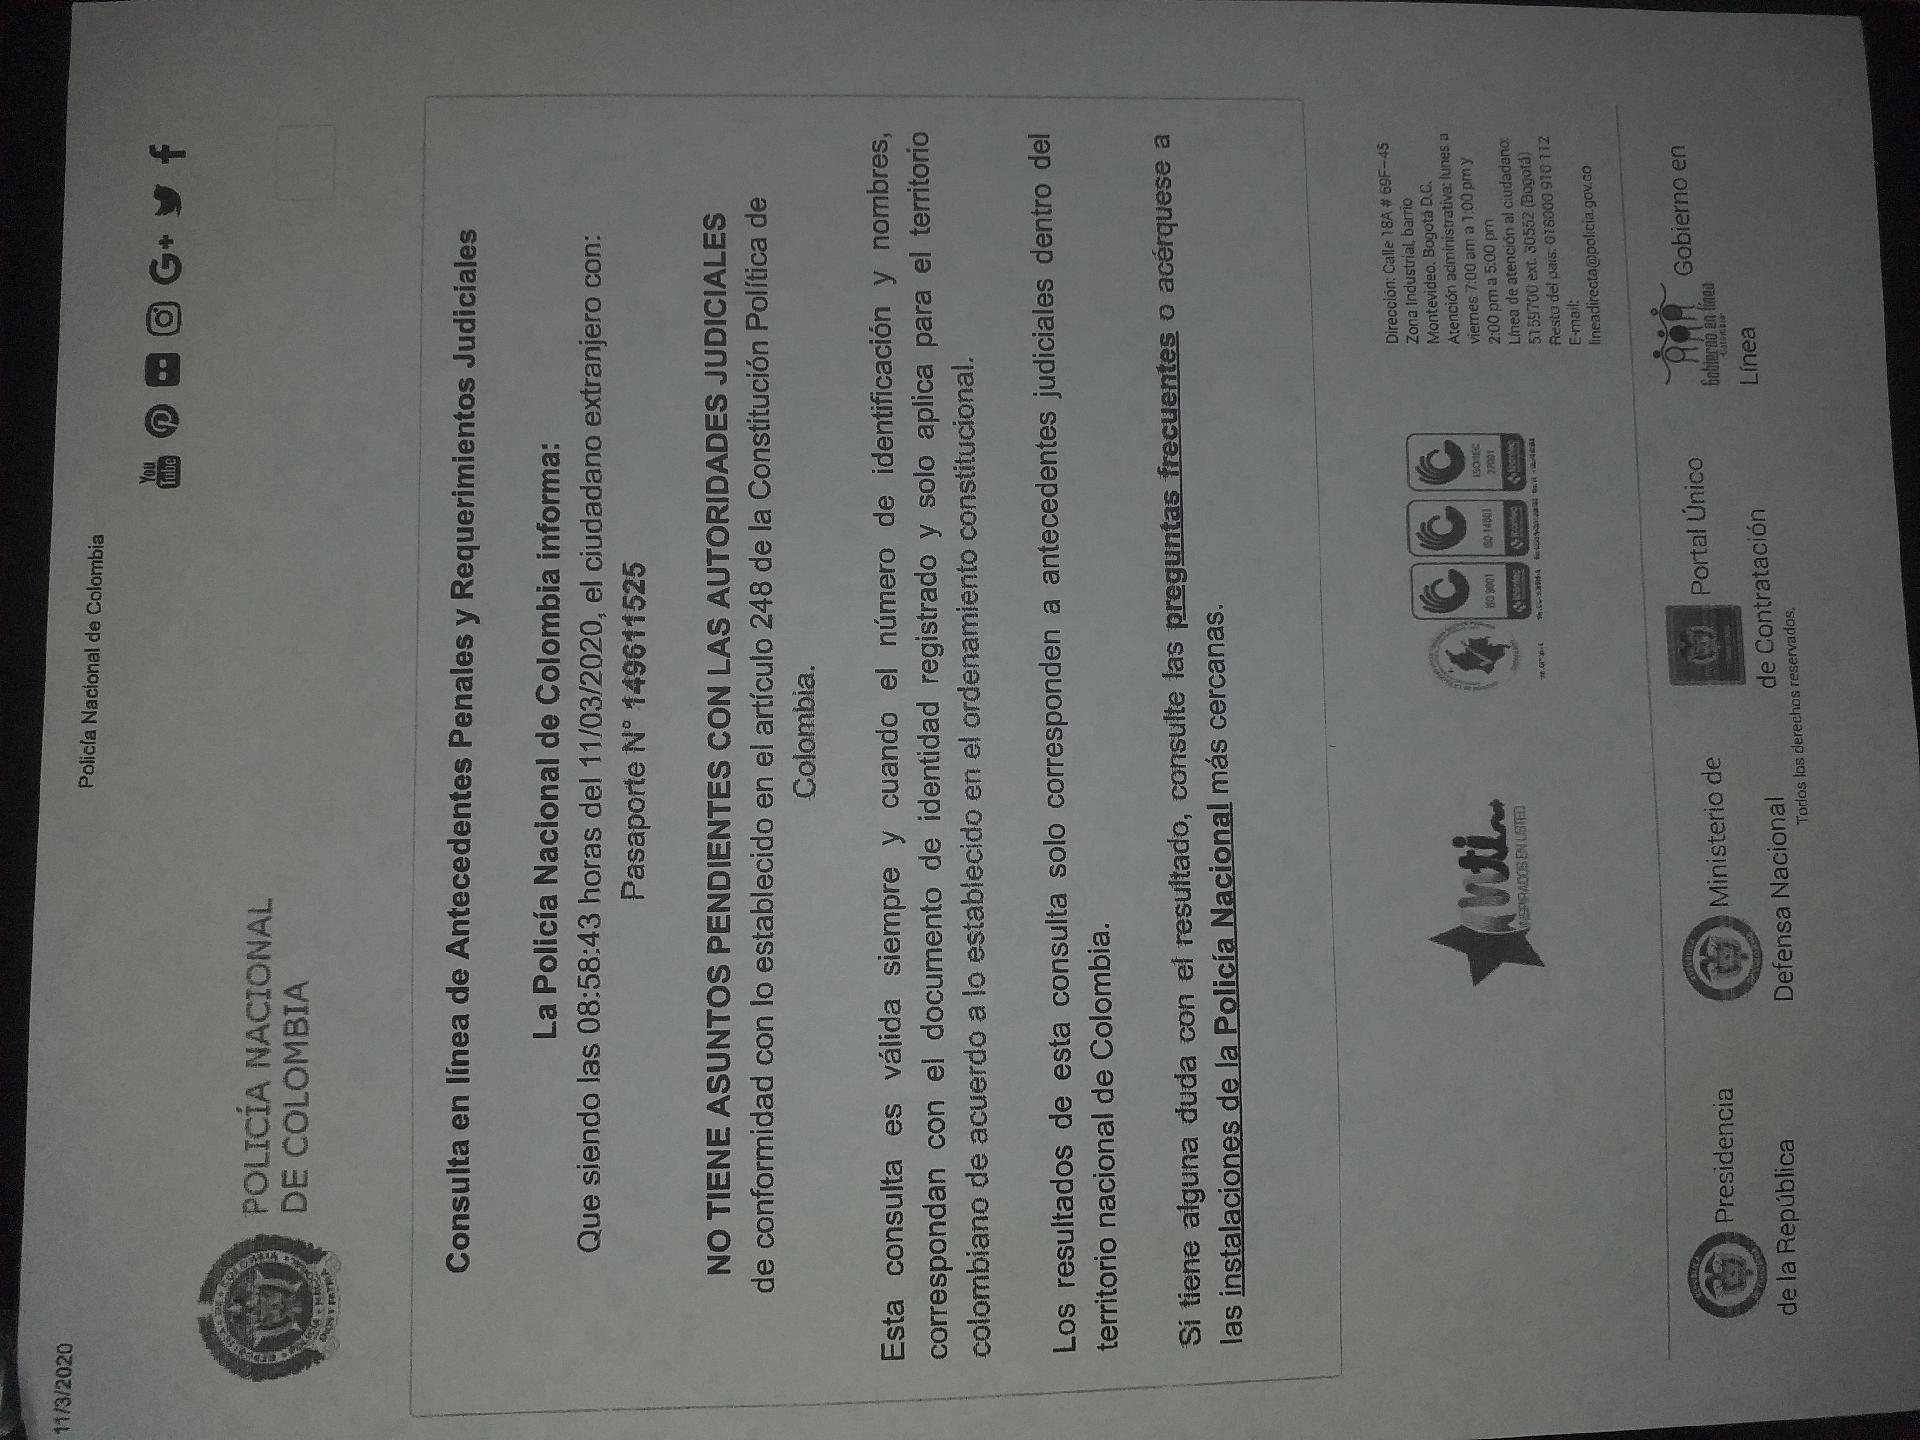 11/3/2020
Policía Nacional de Colombia
POLICÍA NACIONAL
DE COLOMBIA
You
Tube
G+
Consulta en línea de Antecedentes Penales y Requerimientos Judiciales
La Policía Nacional de Colombia informa:
Que siendo las 08:58:43 horas del 11/03/2020, el ciudadano extranjero con:
Pasaporte N° 149611525
NO TIENE ASUNTOS PENDIENTES CON LAS AUTORIDADES JUDICIALES
de conformidad con lo establecido en el artículo 248 de la Constitución Política de
Colombia.
Esta consulta es válida siempre y cuando el número de identificación y nombres,
correspondan con el documento de identidad registrado y solo aplica para el territorio
colombiano de acuerdo a lo establecido en el ordenamiento constitucional.
Los resultados de esta consulta solo corresponden a antecedentes judiciales dentro del
territorio nacional de Colombia.
Si tiene alguna duda con el resultado, consulte las preguntas frecuentes o acérquese a
las instalaciones de la Policía Nacional más cercanas.
INSPIRADOS EN USTED
ISO 9001
ISO 14001
ISO/IEC
27001
Dirección: Calle 18A # 69F-45
Zona Industrial, barrio
Montevideo. Bogotá D.C.
Atención administrativa: lunes a
viernes 7:00 am a 1:00 pm y
2:00 pm a 5:00 pm
Línea de atención al ciudadano:
5159700 ext. 30552 (Bogotá)
Resto del país: 018000 910 112
E-mail:
lineadirecta@policia.gov.co
Presidencia
de la República
Ministerio de
Defensa Nacional
Portal Único
de Contratación
Gobierno en línea
Gobierno en
Línea
Todos los derechos reservados.